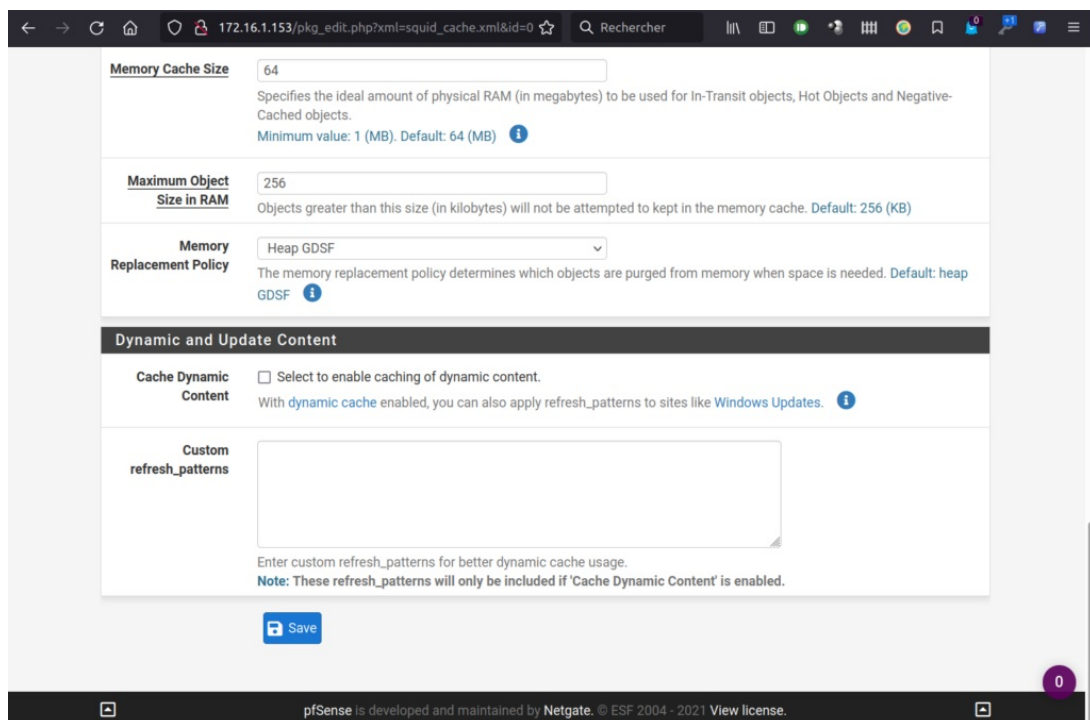 172.16.1.153/pkg_edit.php?xml=squid_cache.xml&id=0
Rechercher
0
+1
Memory Cache Size
64
Specifies the ideal amount of physical RAM (in megabytes) to be used for In-Transit objects, Hot Objects and Negative-
Cached objects.
Minimum value: 1 (MB). Default: 64 (MB)
Maximum Object
Size in RAM
256
Objects greater than this size (in kilobytes) will not be attempted to kept in the memory cache. Default: 256 (KB)
Memory
Replacement Policy
Heap GDSF
The memory replacement policy determines which objects are purged from memory when space is needed. Default: heap
GDSF
Dynamic and Update Content
Cache Dynamic
Content
Select to enable caching of dynamic content.
With dynamic cache enabled, you can also apply refresh_patterns to sites like Windows Updates.
Custom
refresh_patterns
Enter custom refresh_patterns for better dynamic cache usage.
Note: These refresh_patterns will only be included if 'Cache Dynamic Content' is enabled.
Save
0
pfSense is developed and maintained by Netgate. © ESF 2004 - 2021 View license.